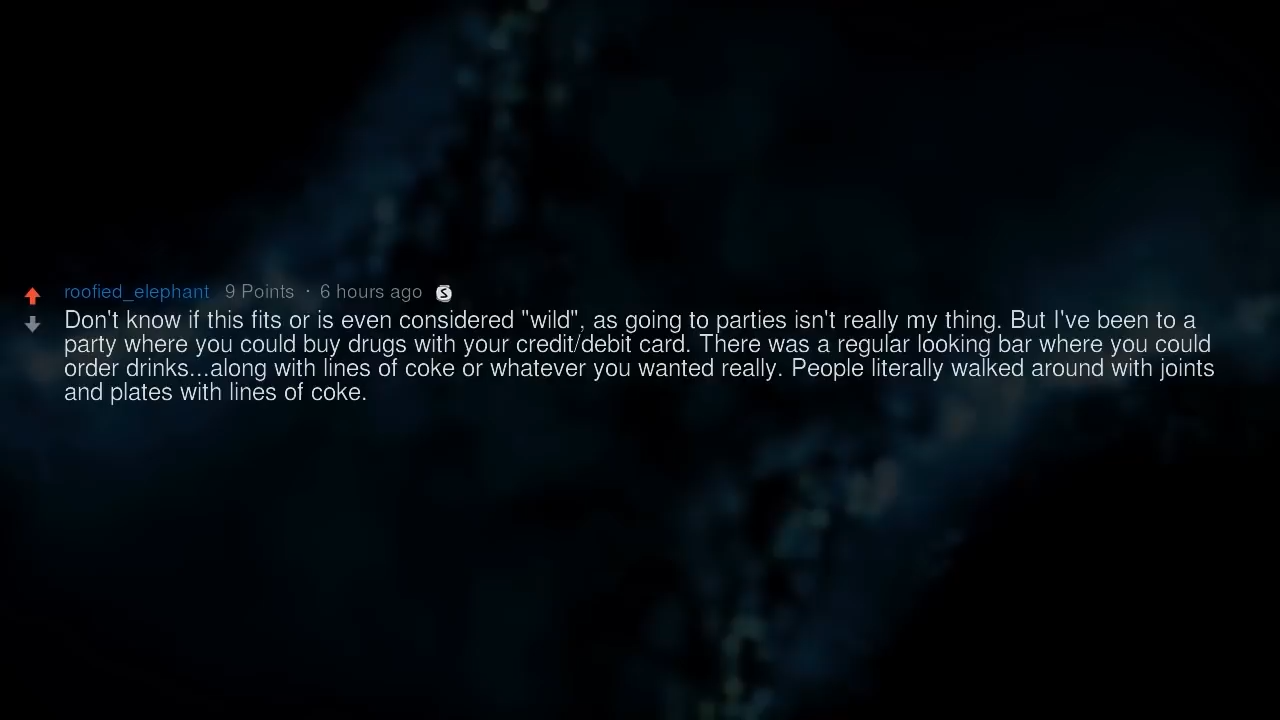 roofied_elephant 9 Points · 6 hours ago S
Don't know if this fits or is even considered "wild", as going to parties isn't really my thing. But I've been to a
party where you could buy drugs with your credit/debit card. There was a regular looking bar where you could
order drinks...along with lines of coke or whatever you wanted really. People literally walked around with joints
and plates with lines of coke.